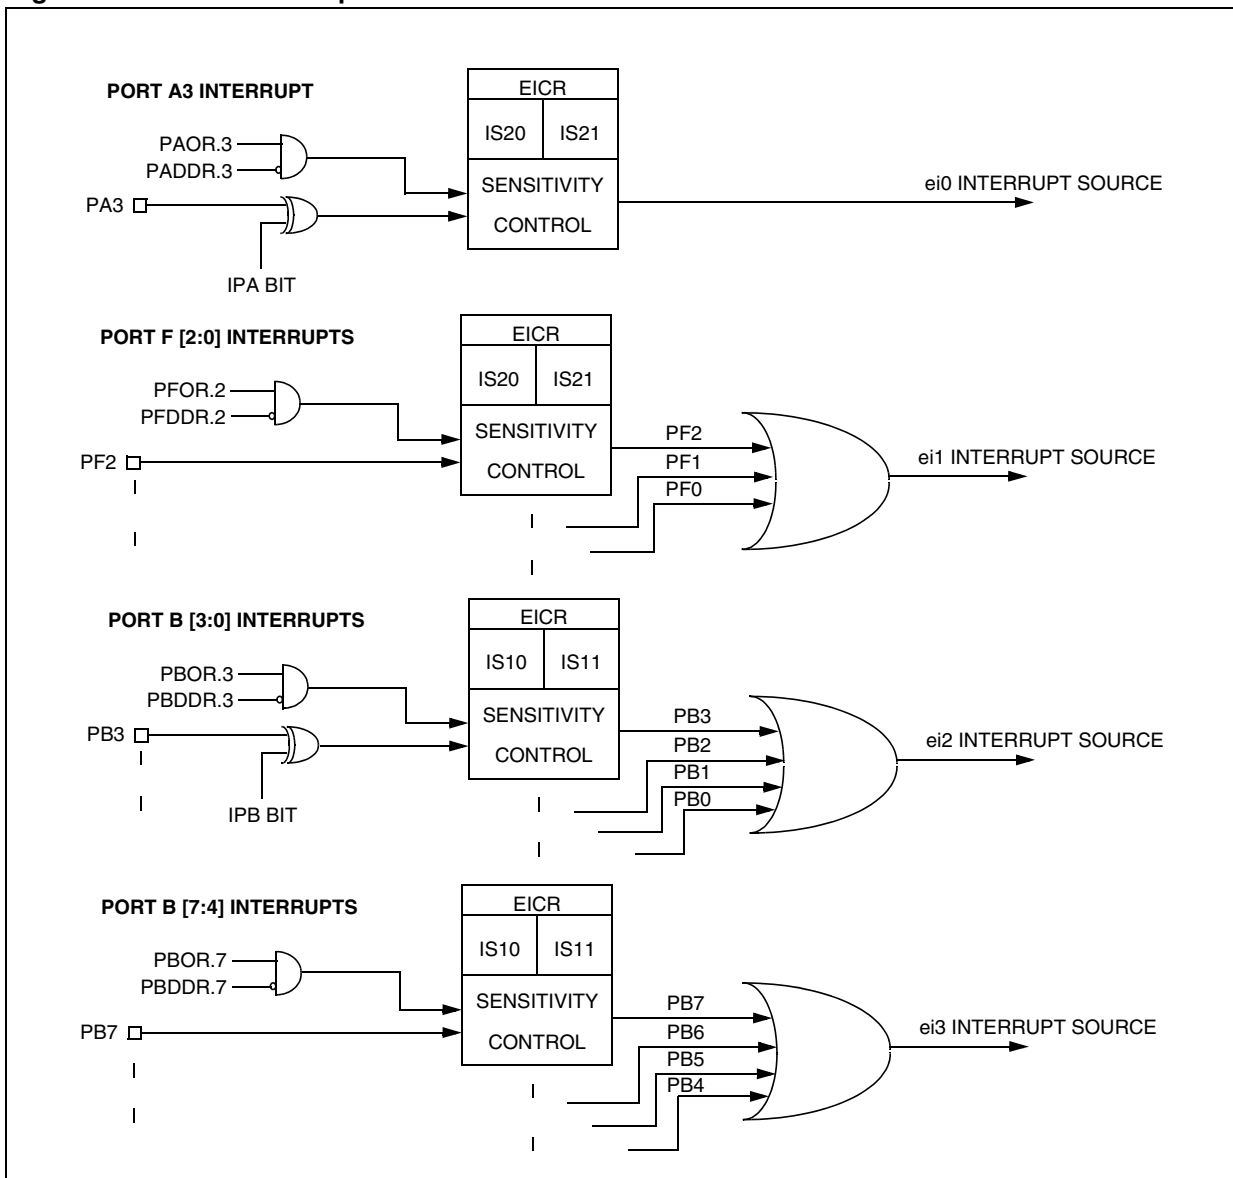 PORT A3 INTERRUPT
EICR
IS20 IS21
PAOR.3
PADDR.3
SENSITIVITY
CONTROL
PA3
IPA BIT
ei0 INTERRUPT SOURCE
PORT F [2:0] INTERRUPTS
EICR
IS20 IS21
PFOR.2
PFDDR.2
SENSITIVITY
CONTROL
PF2
PF2
PF1
PF0
ei1 INTERRUPT SOURCE
PORT B [3:0] INTERRUPTS
EICR
IS10 IS11
PBOR.3
PBDDR.3
SENSITIVITY
CONTROL
PB3
IPB BIT
PB3
PB2
PB1
PB0
ei2 INTERRUPT SOURCE
PORT B [7:4] INTERRUPTS
EICR
IS10 IS11
PBOR.7
PBDDR.7
SENSITIVITY
CONTROL
PB7
PB7
PB6
PB5
PB4
ei3 INTERRUPT SOURCE